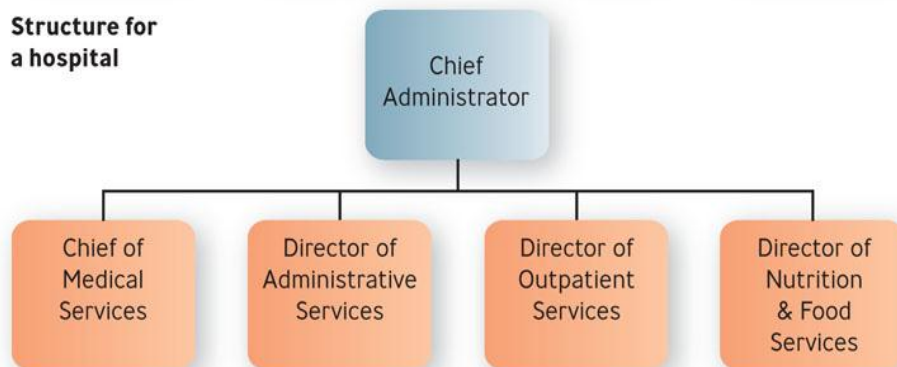 Structure for
a hospital
Chief
Administrator
Chief of
Medical
Services
Director of
Administrative
Services
Director of
Outpatient
Services
Director of
Nutrition
& Food
Services